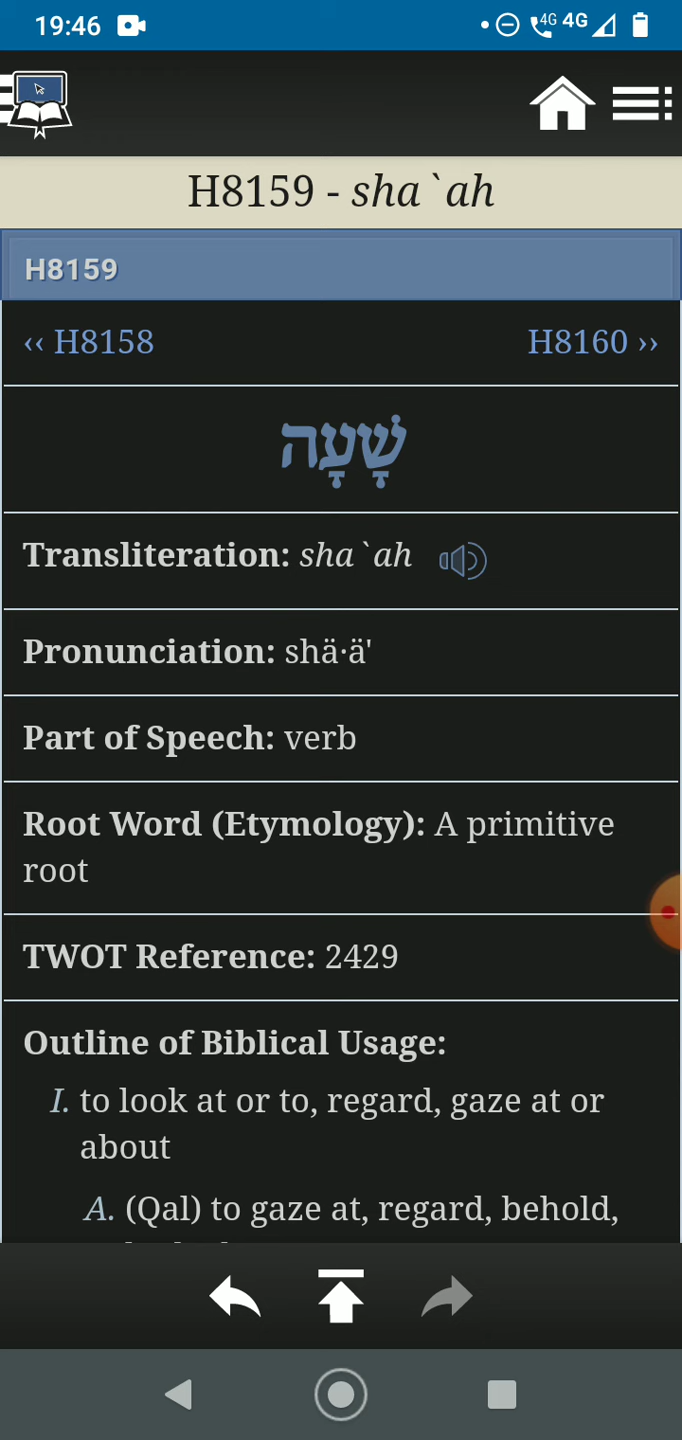 19:46
4G 4G
H8159 - sha`ah
H8159
‹‹ H8158 H8160 ››
שָׁעָה
Transliteration: sha`ah
Pronunciation: shä·ä'
Part of Speech: verb
Root Word (Etymology): A primitive
root
TWOT Reference: 2429
Outline of Biblical Usage:
I. to look at or to, regard, gaze at or
about
A. (Qal) to gaze at, regard, behold,